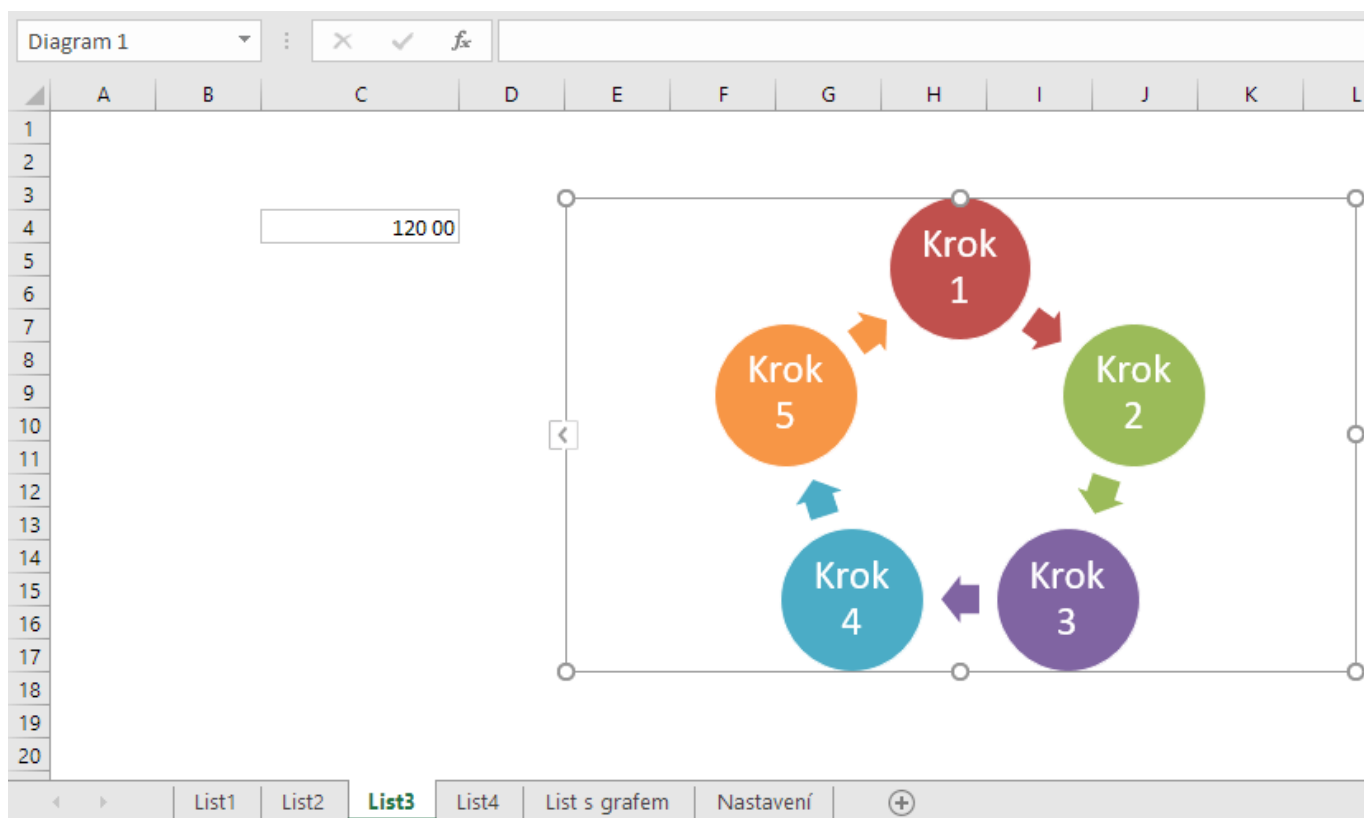 Diagram 1
fx
A B C D E F G H I J K L
1
2
3
4 120 00
5
6
7
8
9
10
11
12
13
14
15
16
17
18
19
20
Krok
1
Krok
2
Krok
3
Krok
4
Krok
5
List1 List2 List3 List4 List s grafem Nastavení